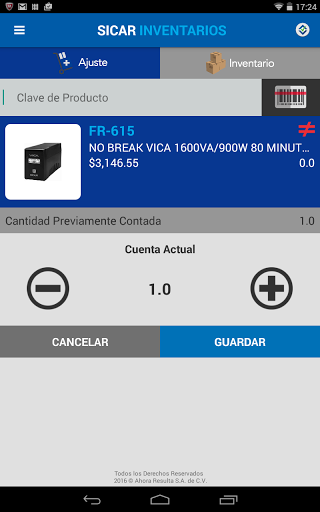 17:24
SICAR INVENTARIOS
Ajuste
Inventario
Clave de Producto
FR-615
NO BREAK VICA 1600VA/900W 80 MINUT...
$3,146.55 0.0
Cantidad Previamente Contada 1.0
Cuenta Actual
1.0
CANCELAR
GUARDAR
Todos los Derechos Reservados
2016 © Ahora Resulta S.A. de C.V.